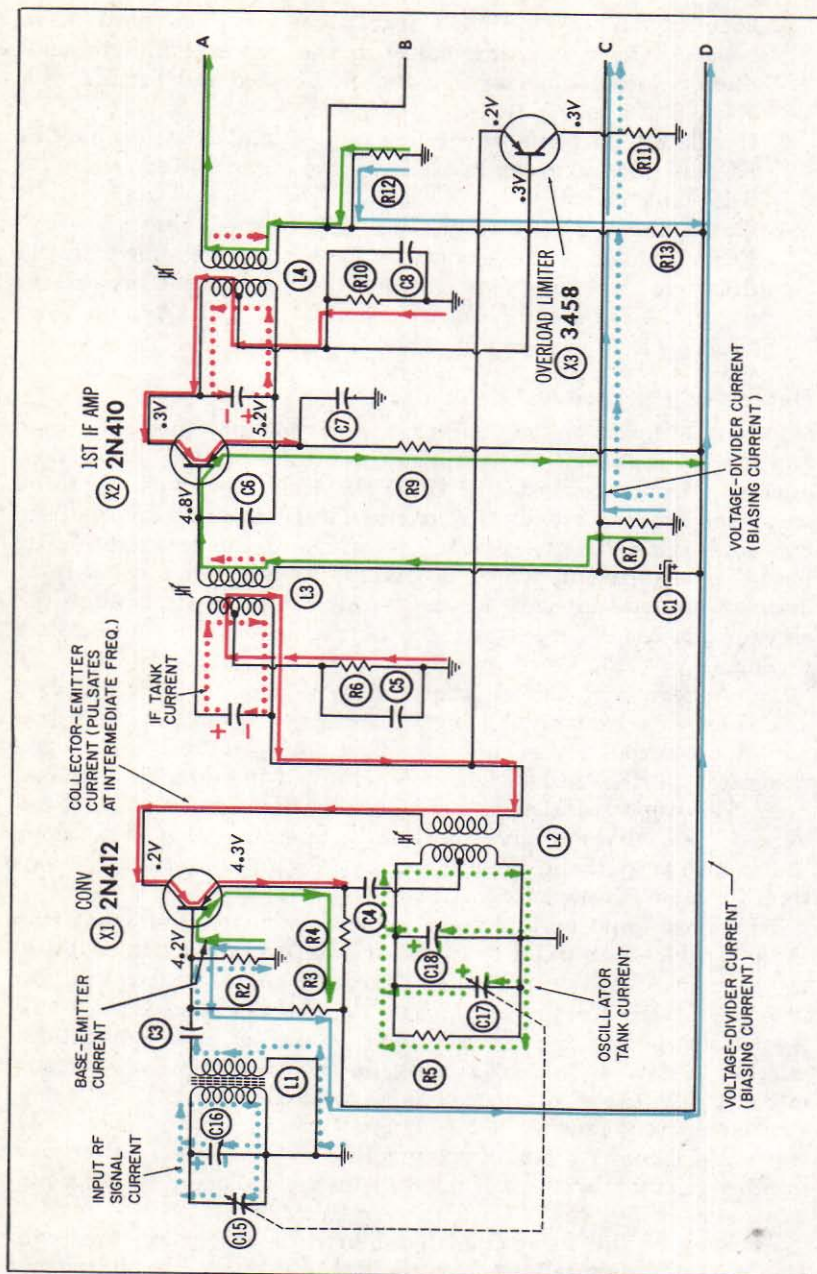 INPUT RF
SIGNAL
CURRENT
BASE-EMITTER
CURRENT
CONV
X1 2N412
COLLECTOR-EMITTER
CURRENT (PULSATES
AT INTERMEDIATE FREQ.)
IF TANK
CURRENT
1ST IF AMP
X2 2N410
C15
C16
+
−
L1
C3
4.2V
.2V
4.3V
R2
R3
R4
C4
R5
C17
+
C18
+
L2
OSCILLATOR
TANK CURRENT
+
−
L3
R6
C5
4.8V
.3V
5.2V
−
+
C6
C7
R9
R7
C1
L4
R10
C8
R12
A
B
C
D
.2V
.3V
.3V
OVERLOAD LIMITER
X3 3458
R11
R13
VOLTAGE-DIVIDER CURRENT
(BIASING CURRENT)
VOLTAGE-DIVIDER CURRENT
(BIASING CURRENT)